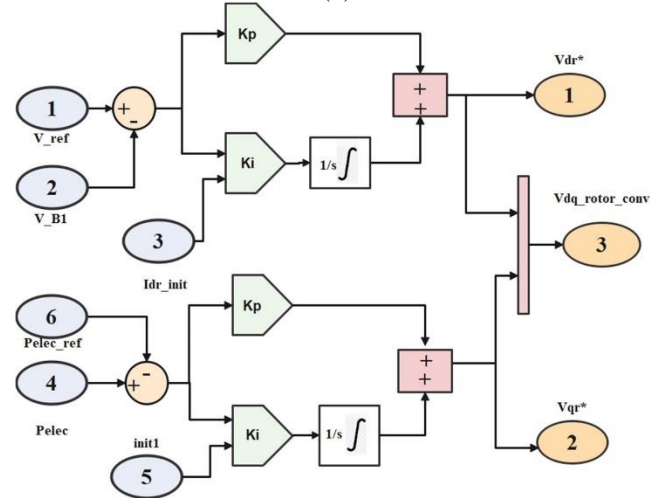 Kp
Vdr*
1
+
-
+
+
1
V_ref
Ki
1/s ∫
2
V_B1
Vdq_rotor_conv
3
3
Idr_init
6
Kp
Pelec_ref
-
+
+
+
4
Pelec
Vqr*
init1
Ki
1/s ∫
2
5